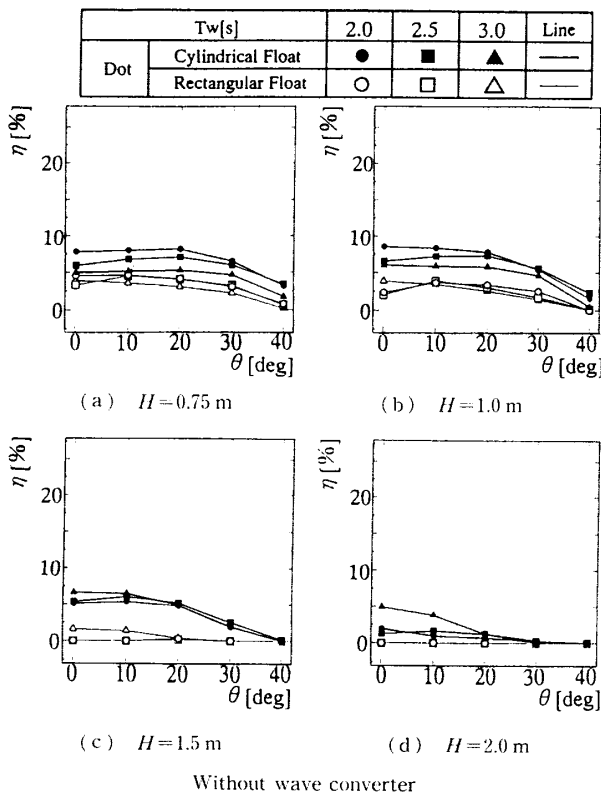 Tw[s] 2.0 2.5 3.0 Line
Dot Cylindrical Float
Rectangular Float
η [%]
20
10
0
0 10 20 30 40
θ [deg]
(a) H=0.75 m
η [%]
20
10
0
0 10 20 30 40
θ [deg]
(b) H=1.0 m
η [%]
20
10
0
0 10 20 30 40
θ [deg]
(c) H=1.5 m
η [%]
20
10
0
0 10 20 30 40
θ [deg]
(d) H=2.0 m
Without wave converter